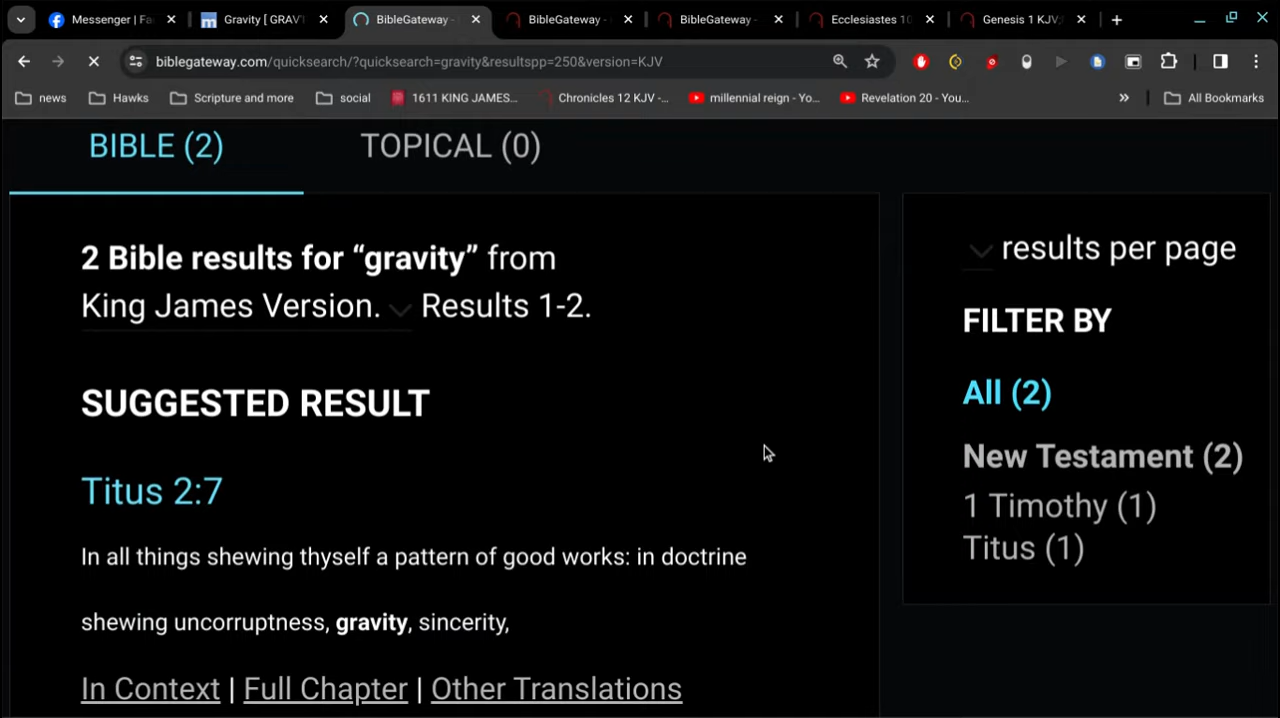 Messenger | Fa
Gravity [ GRAV'
BibleGateway -
BibleGateway -
BibleGateway -
Ecclesiastes 10
Genesis 1 KJV;
biblegateway.com/quicksearch/?quicksearch=gravity&resultspp=250&version=KJV
news
Hawks
Scripture and more
social
1611 KING JAMES...
Chronicles 12 KJV -...
millennial reign - Yo...
Revelation 20 - You...
»
All Bookmarks
BIBLE (2)
TOPICAL (0)
2 Bible results for “gravity” from
King James Version. Results 1-2.
SUGGESTED RESULT
Titus 2:7
In all things shewing thyself a pattern of good works: in doctrine
shewing uncorruptness, gravity, sincerity,
In Context | Full Chapter | Other Translations
results per page
FILTER BY
All (2)
New Testament (2)
1 Timothy (1)
Titus (1)